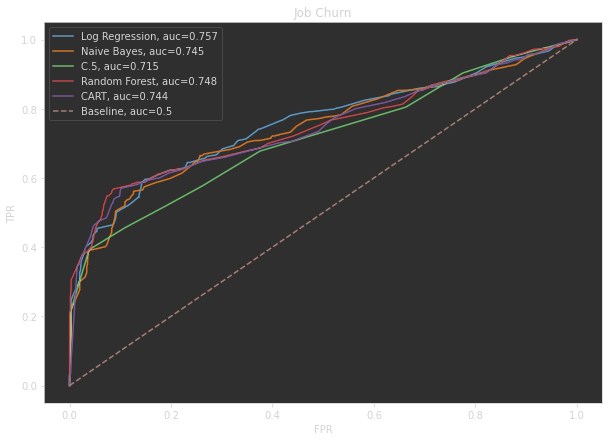 Job Churn
Log Regression, auc=0.757
Naive Bayes, auc=0.745
C.5, auc=0.715
Random Forest, auc=0.748
CART, auc=0.744
Baseline, auc=0.5
1.0
0.8
0.6
0.4
0.2
0.0
TPR
0.0 0.2 0.4 0.6 0.8 1.0
FPR